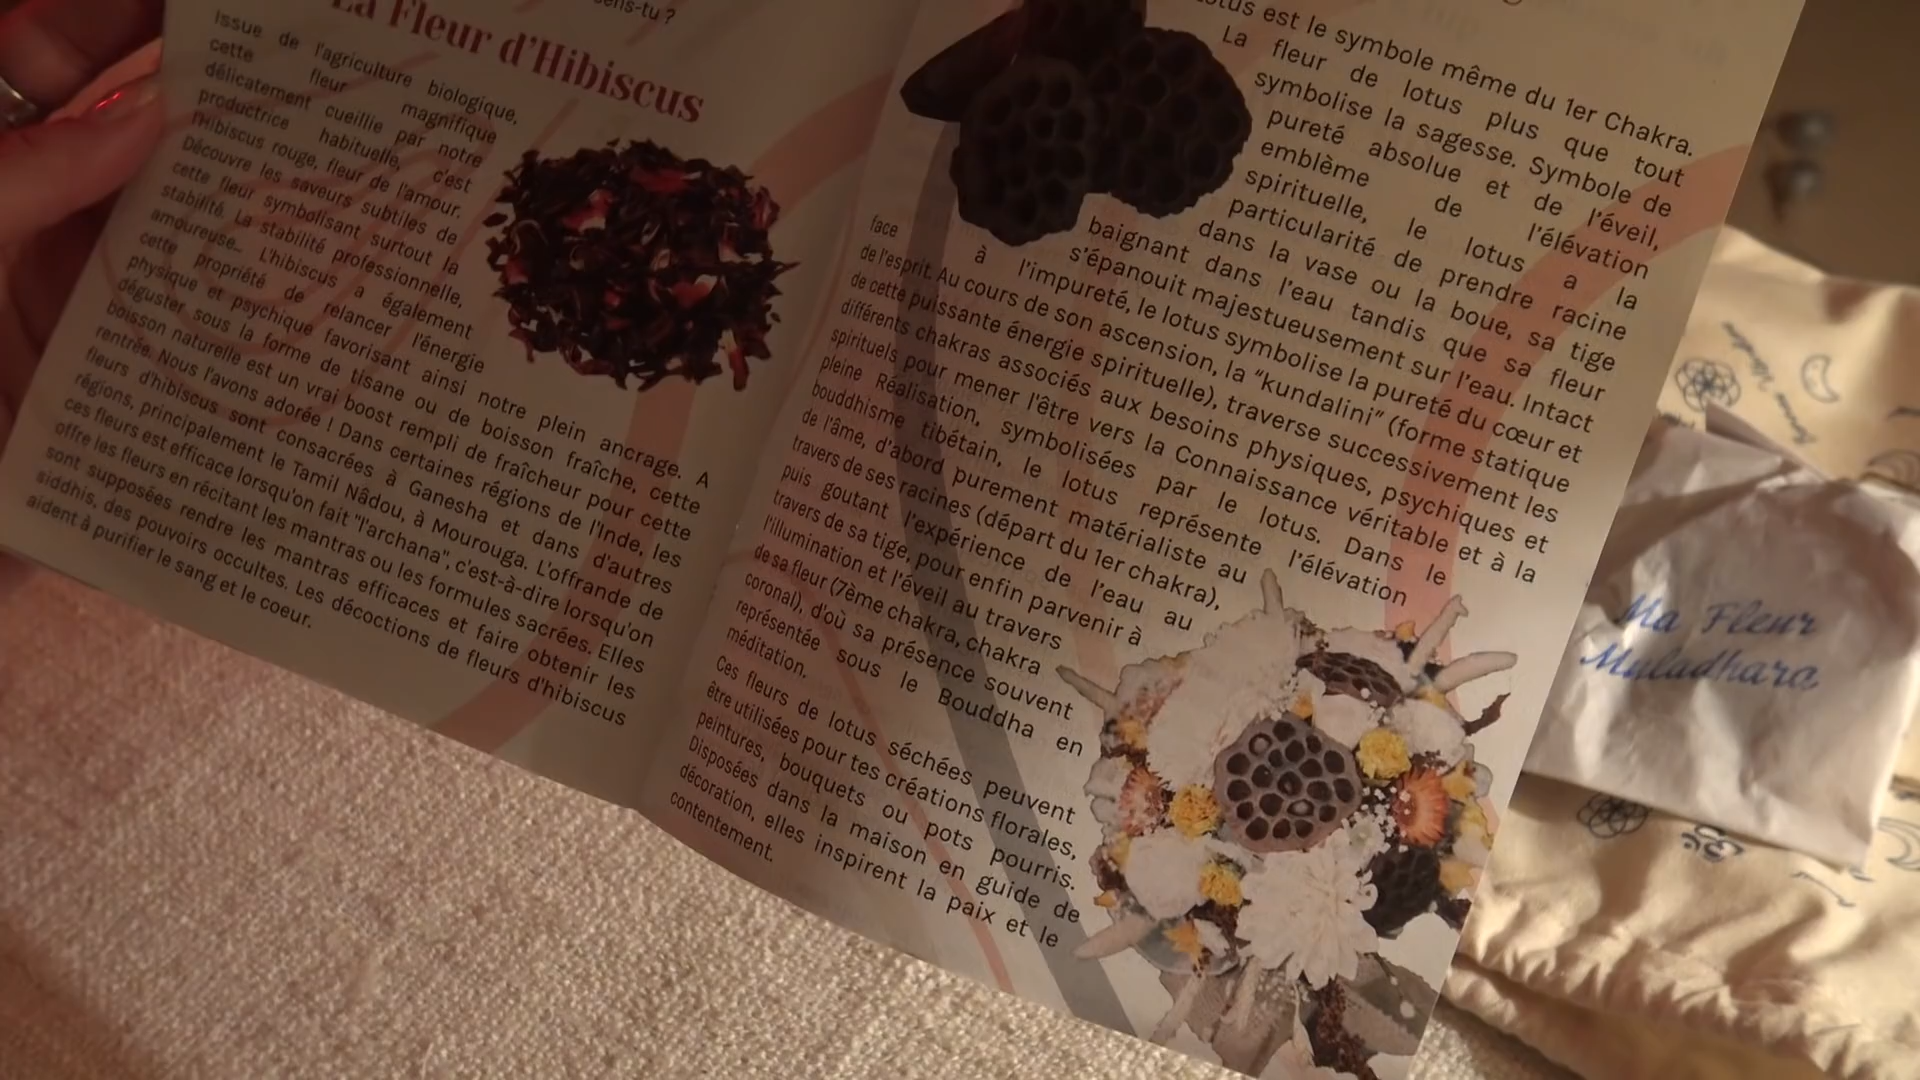 sens-tu ?
La Fleur d'Hibiscus
Issue de l'agriculture biologique,
cette fleur magnifique
délicatement cueillie par notre
productrice habituelle, c'est
l'Hibiscus rouge, fleur de l'amour.
Découvre les saveurs subtiles de
cette fleur symbolisant surtout la
stabilité. La stabilité professionnelle,
amoureuse... L'hibiscus a également
cette propriété de relancer l'énergie
physique et psychique favorisant ainsi notre plein ancrage. A
déguster sous la forme de tisane ou de boisson fraîche, cette
boisson naturelle est un vrai boost rempli de fraîcheur pour cette
rentrée. Nous l'avons adorée ! Dans certaines régions de l'Inde, les
fleurs d'hibiscus sont consacrées à Ganesha et dans d'autres
régions, principalement le Tamil Nâdou, à Mourouga. L'offrande de
ces fleurs est efficace lorsqu'on fait "l'archana", c'est-à-dire lorsqu'on
offre les fleurs en récitant les mantras ou les formules sacrées. Elles
sont supposées rendre les mantras efficaces et faire obtenir les
siddhis, des pouvoirs occultes. Les décoctions de fleurs d'hibiscus
aident à purifier le sang et le coeur.
lotus est le symbole même du 1er Chakra.
La fleur de lotus plus que tout
symbolise la sagesse. Symbole de
pureté absolue et de l'éveil,
emblème de l'élévation
spirituelle, le lotus a la
particularité de prendre racine
dans la vase ou la boue, sa tige
baignant dans l'eau tandis que sa fleur
s'épanouit majestueusement sur l'eau. Intact
face à l'impureté, le lotus symbolise la pureté du cœur et
de l'esprit. Au cours de son ascension, la "kundalini" (forme statique
de cette puissante énergie spirituelle), traverse successivement les
différents chakras associés aux besoins physiques, psychiques et
spirituels pour mener l'être vers la Connaissance véritable et à la
pleine Réalisation, symbolisées par le lotus. Dans le
bouddhisme tibétain, le lotus représente l'élévation
de l'âme, d'abord purement matérialiste au
travers de ses racines (départ du 1er chakra),
puis goutant l'expérience de l'eau au
travers de sa tige, pour enfin parvenir à
l'illumination et l'éveil au travers
de sa fleur (7ème chakra, chakra
coronal), d'où sa présence souvent
représentée sous le Bouddha en
méditation.
Ces fleurs de lotus séchées peuvent
être utilisées pour tes créations florales,
peintures, bouquets ou pots pourris.
Disposées dans la maison en guide de
décoration, elles inspirent la paix et le
contentement.
Ma Fleur
Muladhara